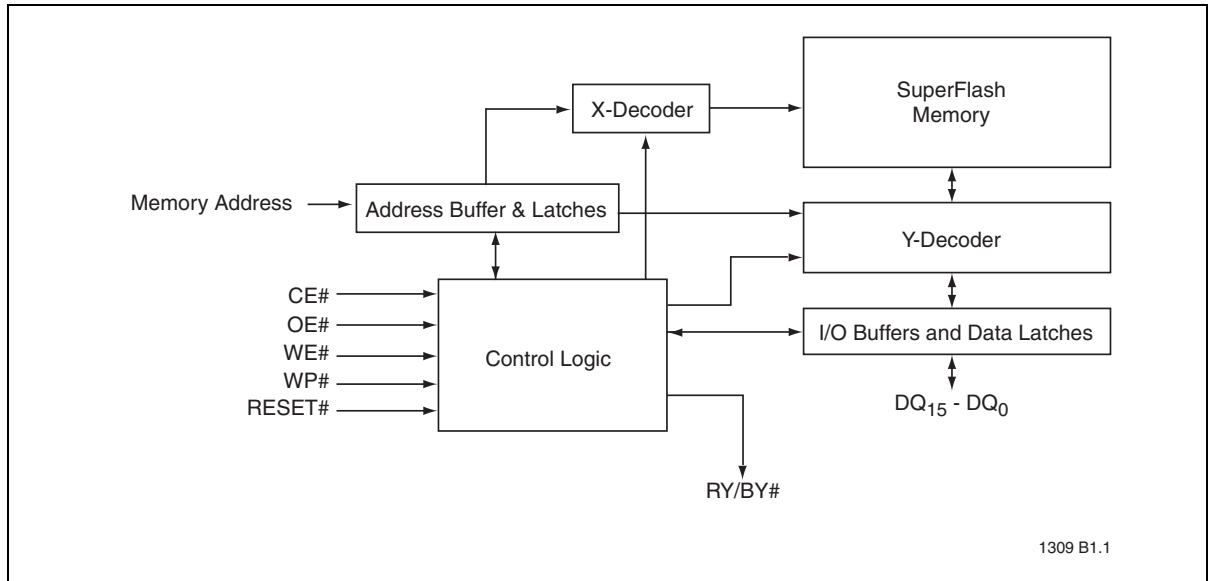 SuperFlash
Memory
X-Decoder
Memory Address
Address Buffer & Latches
Y-Decoder
CE#
OE#
WE#
WP#
RESET#
Control Logic
I/O Buffers and Data Latches
DQ15 - DQ0
RY/BY#
1309 B1.1